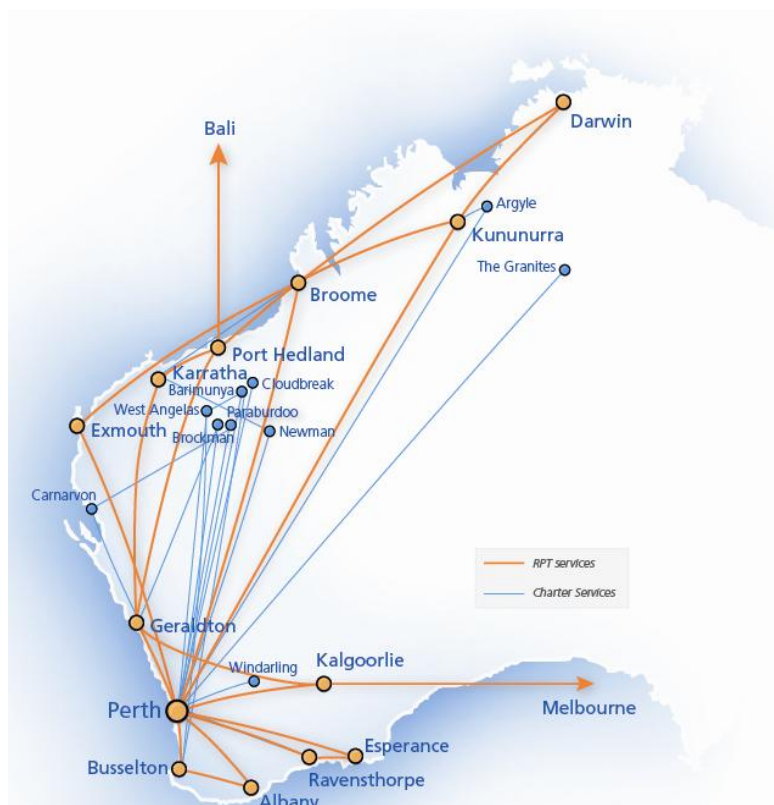 Darwin
Bali
Argyle
Kununurra
The Granites
Broome
Port Hedland
Karratha
Cloudbreak
Barimunya
West Angelas
Paraburdoo
Exmouth
Brockman
Newman
Carnarvon
RPT services
Charter Services
Geraldton
Windarling
Kalgoorlie
Perth
Melbourne
Esperance
Busselton
Ravensthorpe
Albany